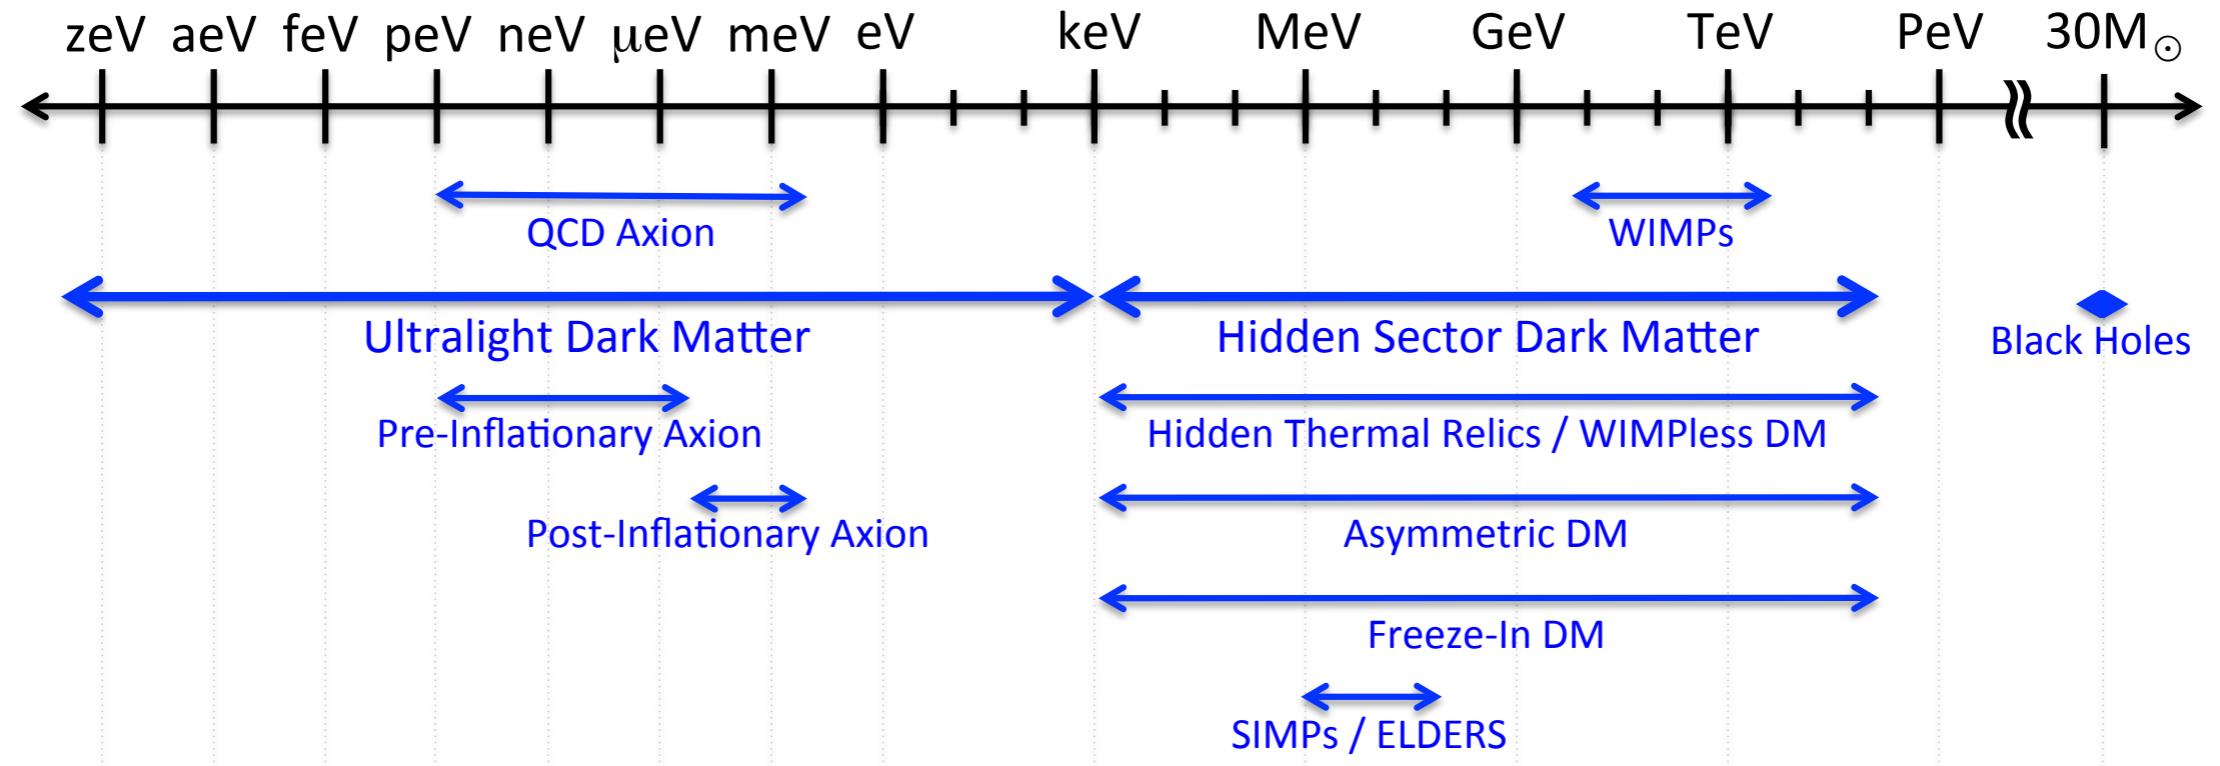 zeV aeV feV peV neV μeV meV eV keV MeV GeV TeV PeV 30M☉
QCD Axion WIMPs
Ultralight Dark Matter Hidden Sector Dark Matter Black Holes
Pre-Inflationary Axion Hidden Thermal Relics / WIMPless DM
Post-Inflationary Axion Asymmetric DM
Freeze-In DM
SIMPs / ELDERS